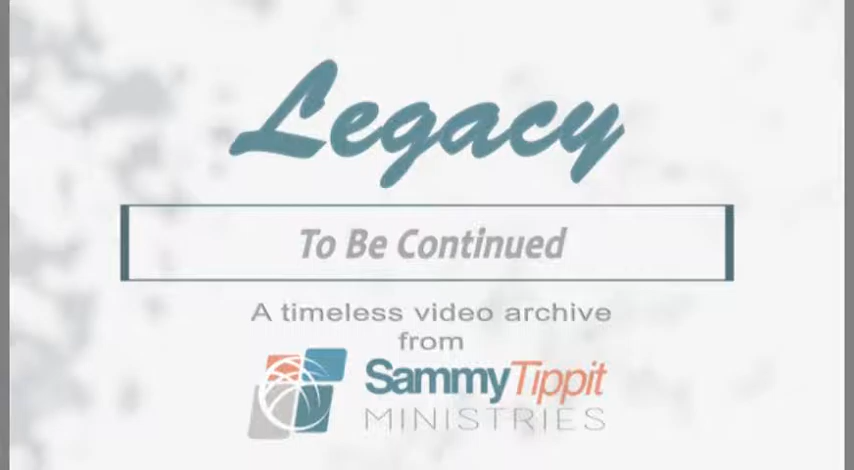 Legacy
To Be Continued
A timeless video archive
from
SammyTippit
MINISTRIES